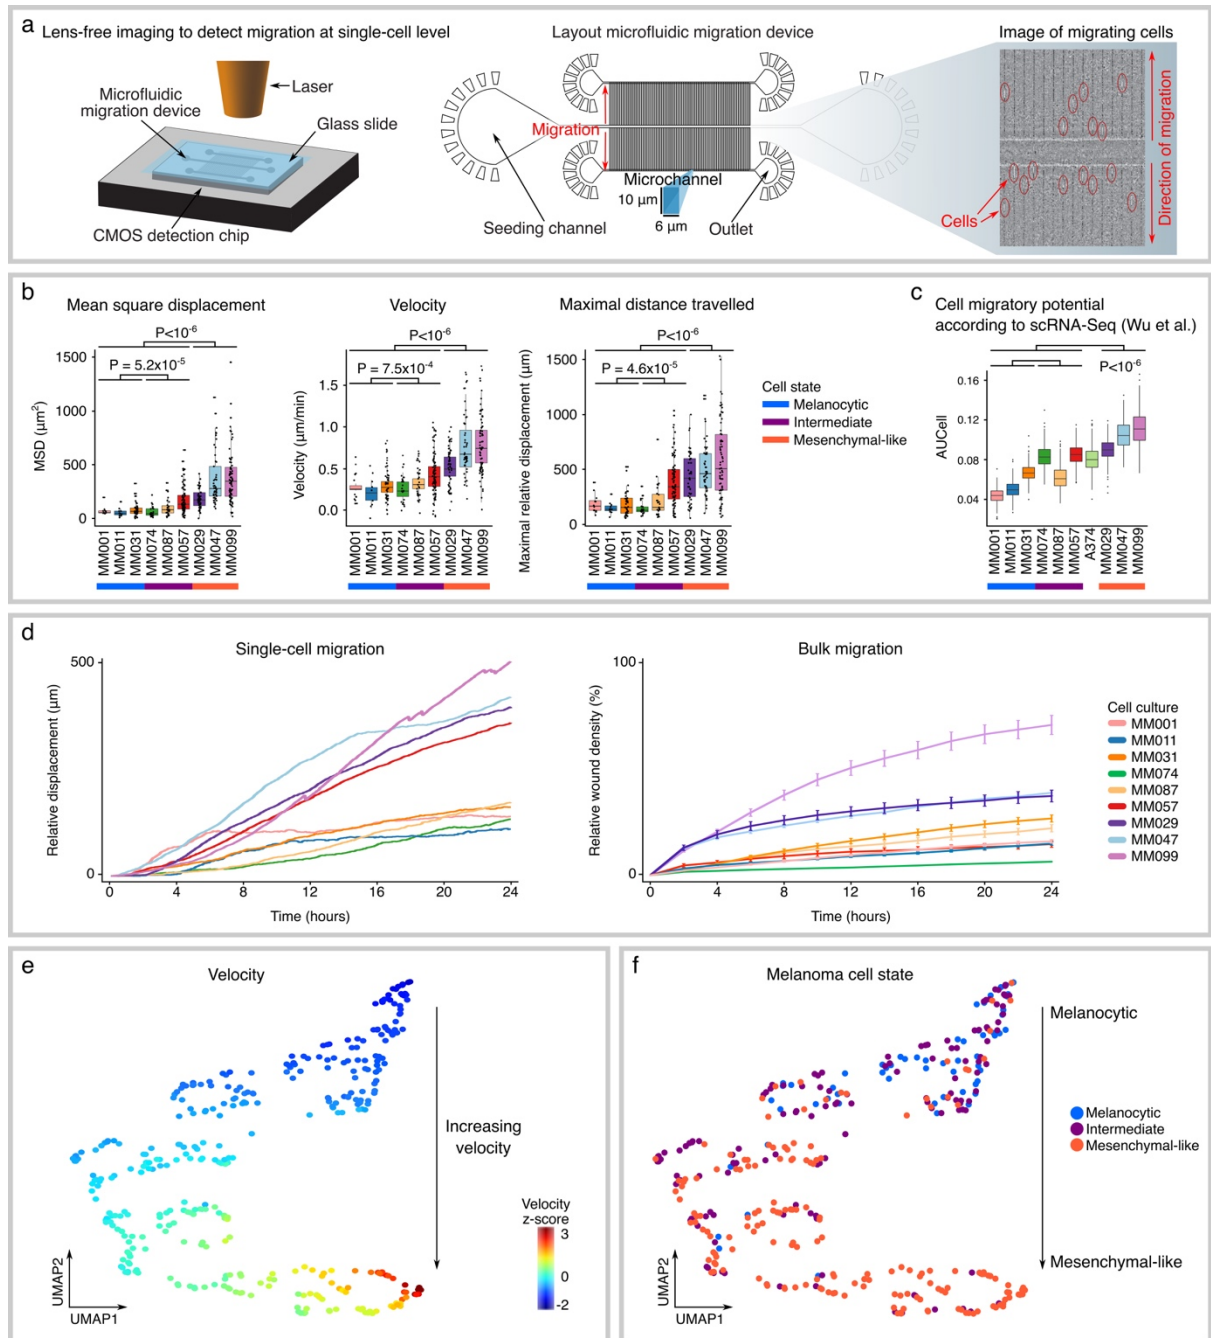 a
Lens-free imaging to detect migration at single-cell level
Layout microfluidic migration device
Image of migrating cells
Microfluidic
migration device
Laser
Glass slide
CMOS detection chip
Migration
Microchannel
10 µm
6 µm
Seeding channel
Outlet
Cells
Direction of migration
b
Mean square displacement
P<10-6
P = 5.2x10-5
MSD (µm2)
1500
1000
500
0
MM001
MM011
MM031
MM074
MM087
MM057
MM029
MM047
MM099
Velocity
P<10-6
P = 7.5x10-4
Velocity (µm/min)
1.5
1.0
0.5
0.0
MM001
MM011
MM031
MM074
MM087
MM057
MM029
MM047
MM099
Maximal distance travelled
P<10-6
P = 4.6x10-5
Maximal relative displacement (µm)
1500
1000
500
0
MM001
MM011
MM031
MM074
MM087
MM057
MM029
MM047
MM099
Cell state
Melanocytic
Intermediate
Mesenchymal-like
c
Cell migratory potential
according to scRNA-Seq (Wu et al.)
P<10-6
AUCell
0.16
0.12
0.08
0.04
MM001
MM011
MM031
MM074
MM087
MM057
A374
MM029
MM047
MM099
d
Single-cell migration
Relative displacement (µm)
500
0
0
4
8
12
16
20
24
Time (hours)
Bulk migration
Relative wound density (%)
100
0
0
4
8
12
16
20
24
Time (hours)
Cell culture
MM001
MM011
MM031
MM074
MM087
MM057
MM029
MM047
MM099
e
Velocity
Increasing
velocity
Velocity
z-score
3
0
-2
UMAP2
UMAP1
f
Melanoma cell state
Melanocytic
Melanocytic
Intermediate
Mesenchymal-like
Mesenchymal-like
UMAP2
UMAP1